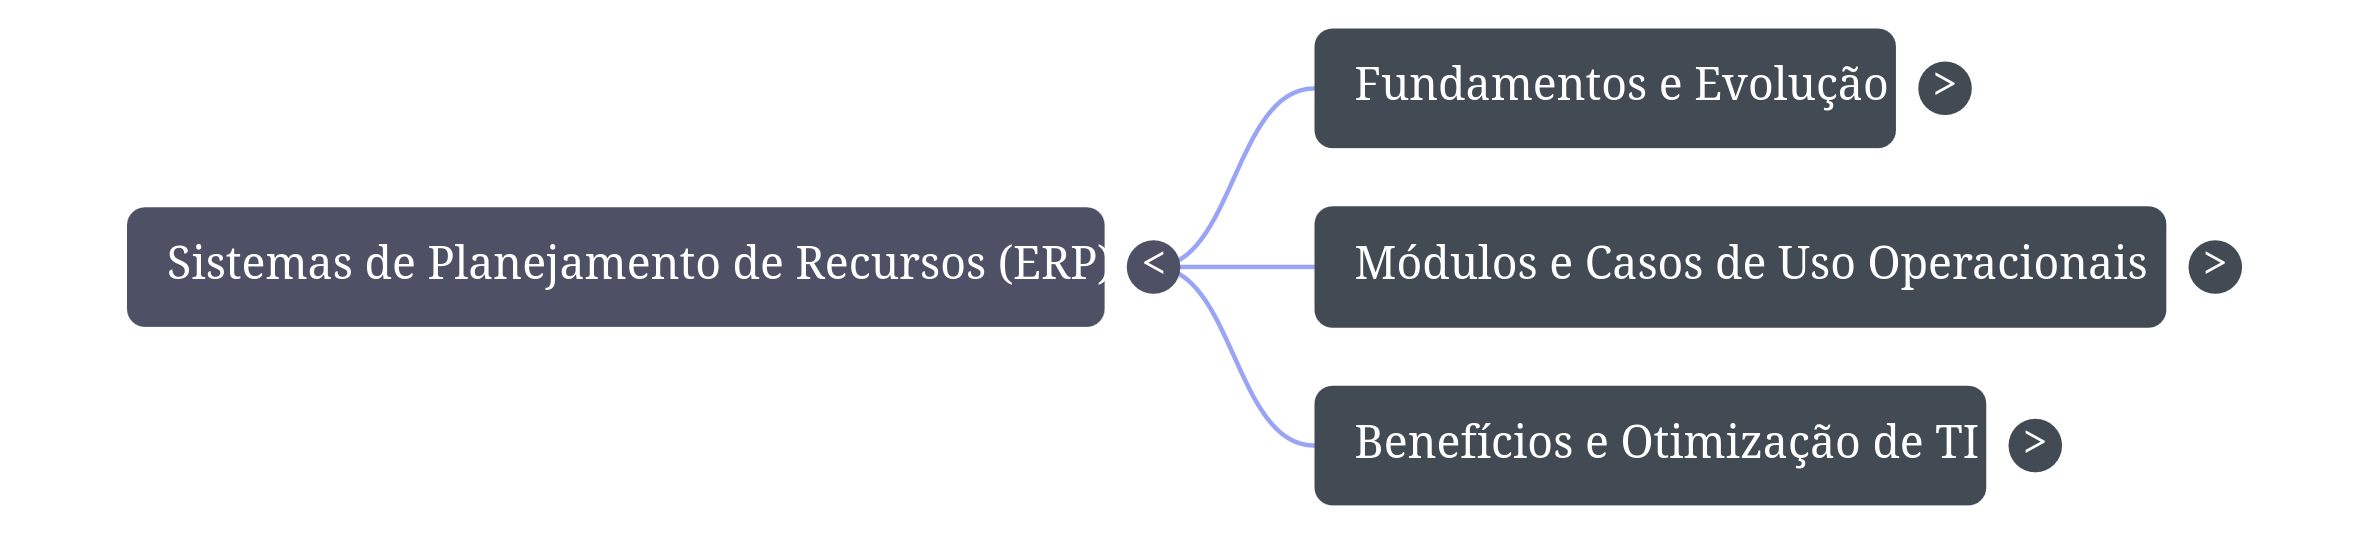 Fundamentos e Evolução >
Sistemas de Planejamento de Recursos (ERP) <
Módulos e Casos de Uso Operacionais >
Benefícios e Otimização de TI >